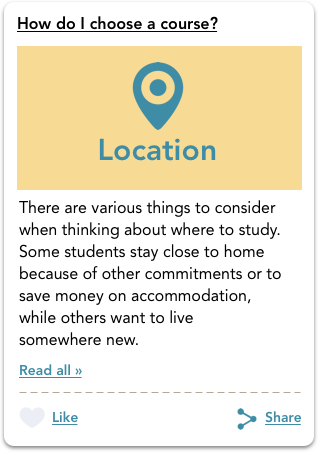 How do I choose a course?
Location
There are various things to consider
when thinking about where to study.
Some students stay close to home
because of other commitments or to
save money on accommodation,
while others want to live
somewhere new.
Read all »
Like
Share